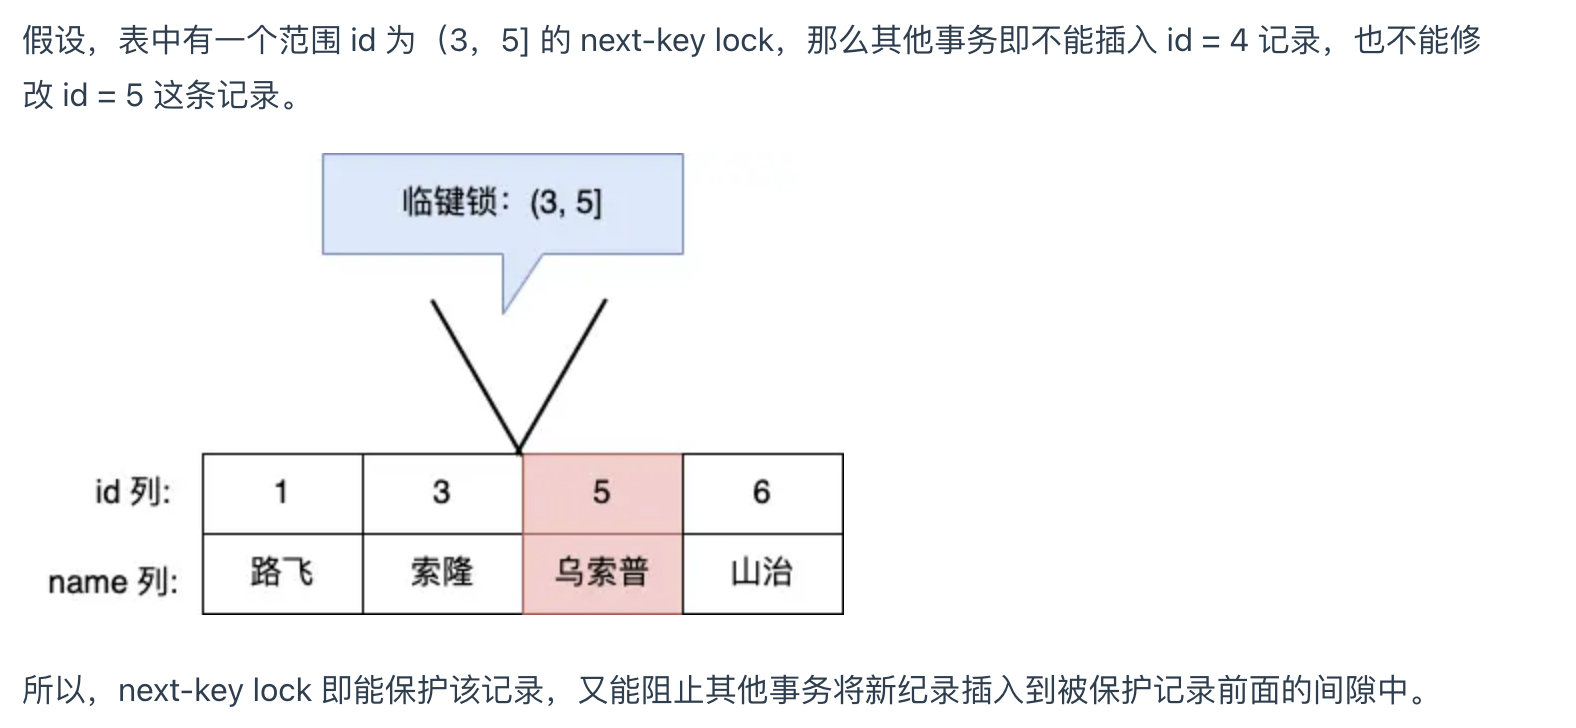 假设，表中有一个范围 id 为（3，5] 的 next-key lock，那么其他事务即不能插入 id = 4 记录，也不能修
改 id = 5 这条记录。
临键锁：(3, 5]
id 列: 1 3 5 6
name 列: 路飞 索隆 乌索普 山治
所以，next-key lock 即能保护该记录，又能阻止其他事务将新纪录插入到被保护记录前面的间隙中。